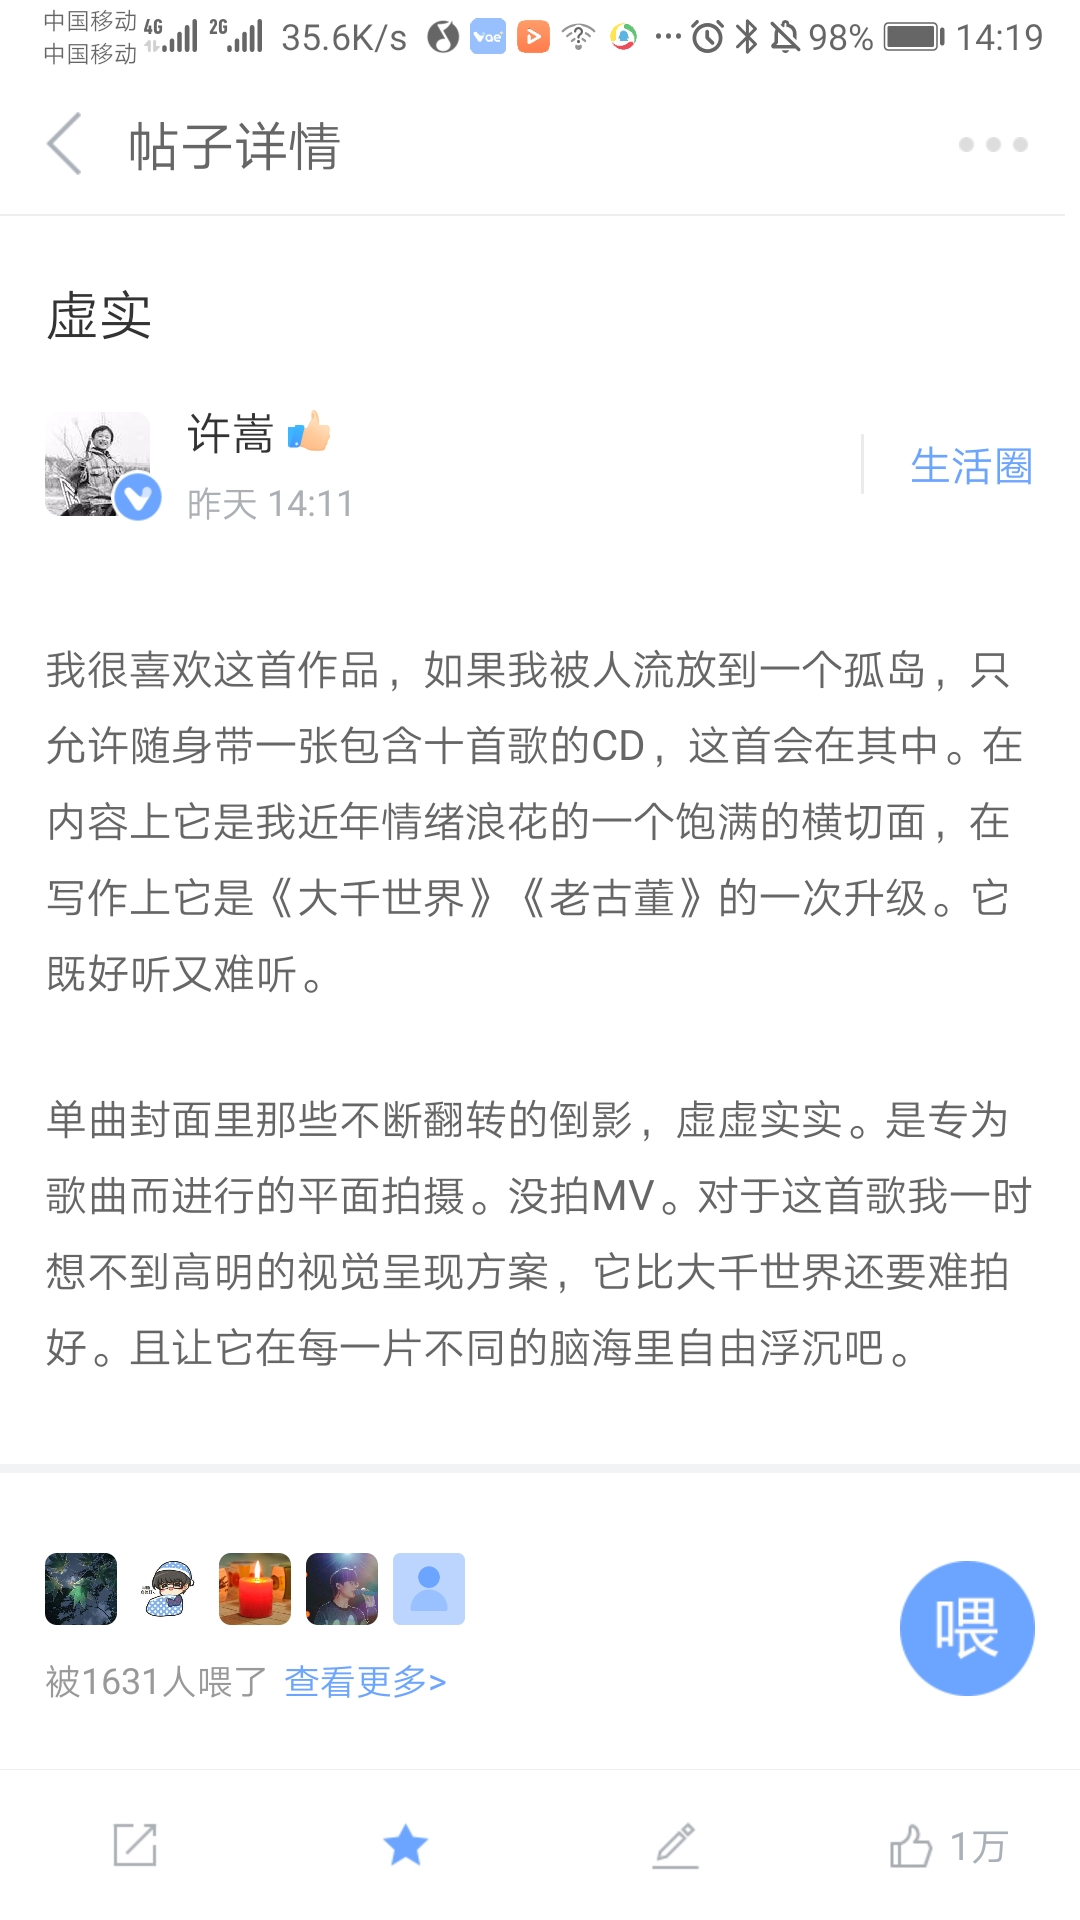 中国移动 4G 2G 35.6K/s vae 98% 14:19
中国移动
帖子详情
虚实
许嵩
昨天 14:11
生活圈
我很喜欢这首作品，如果我被人流放到一个孤岛，只
允许随身带一张包含十首歌的CD，这首会在其中。在
内容上它是我近年情绪浪花的一个饱满的横切面，在
写作上它是《大千世界》《老古董》的一次升级。它
既好听又难听。
单曲封面里那些不断翻转的倒影，虚虚实实。是专为
歌曲而进行的平面拍摄。没拍MV。对于这首歌我一时
想不到高明的视觉呈现方案，它比大千世界还要难拍
好。且让它在每一片不同的脑海里自由浮沉吧。
喂
被1631人喂了 查看更多>
1万